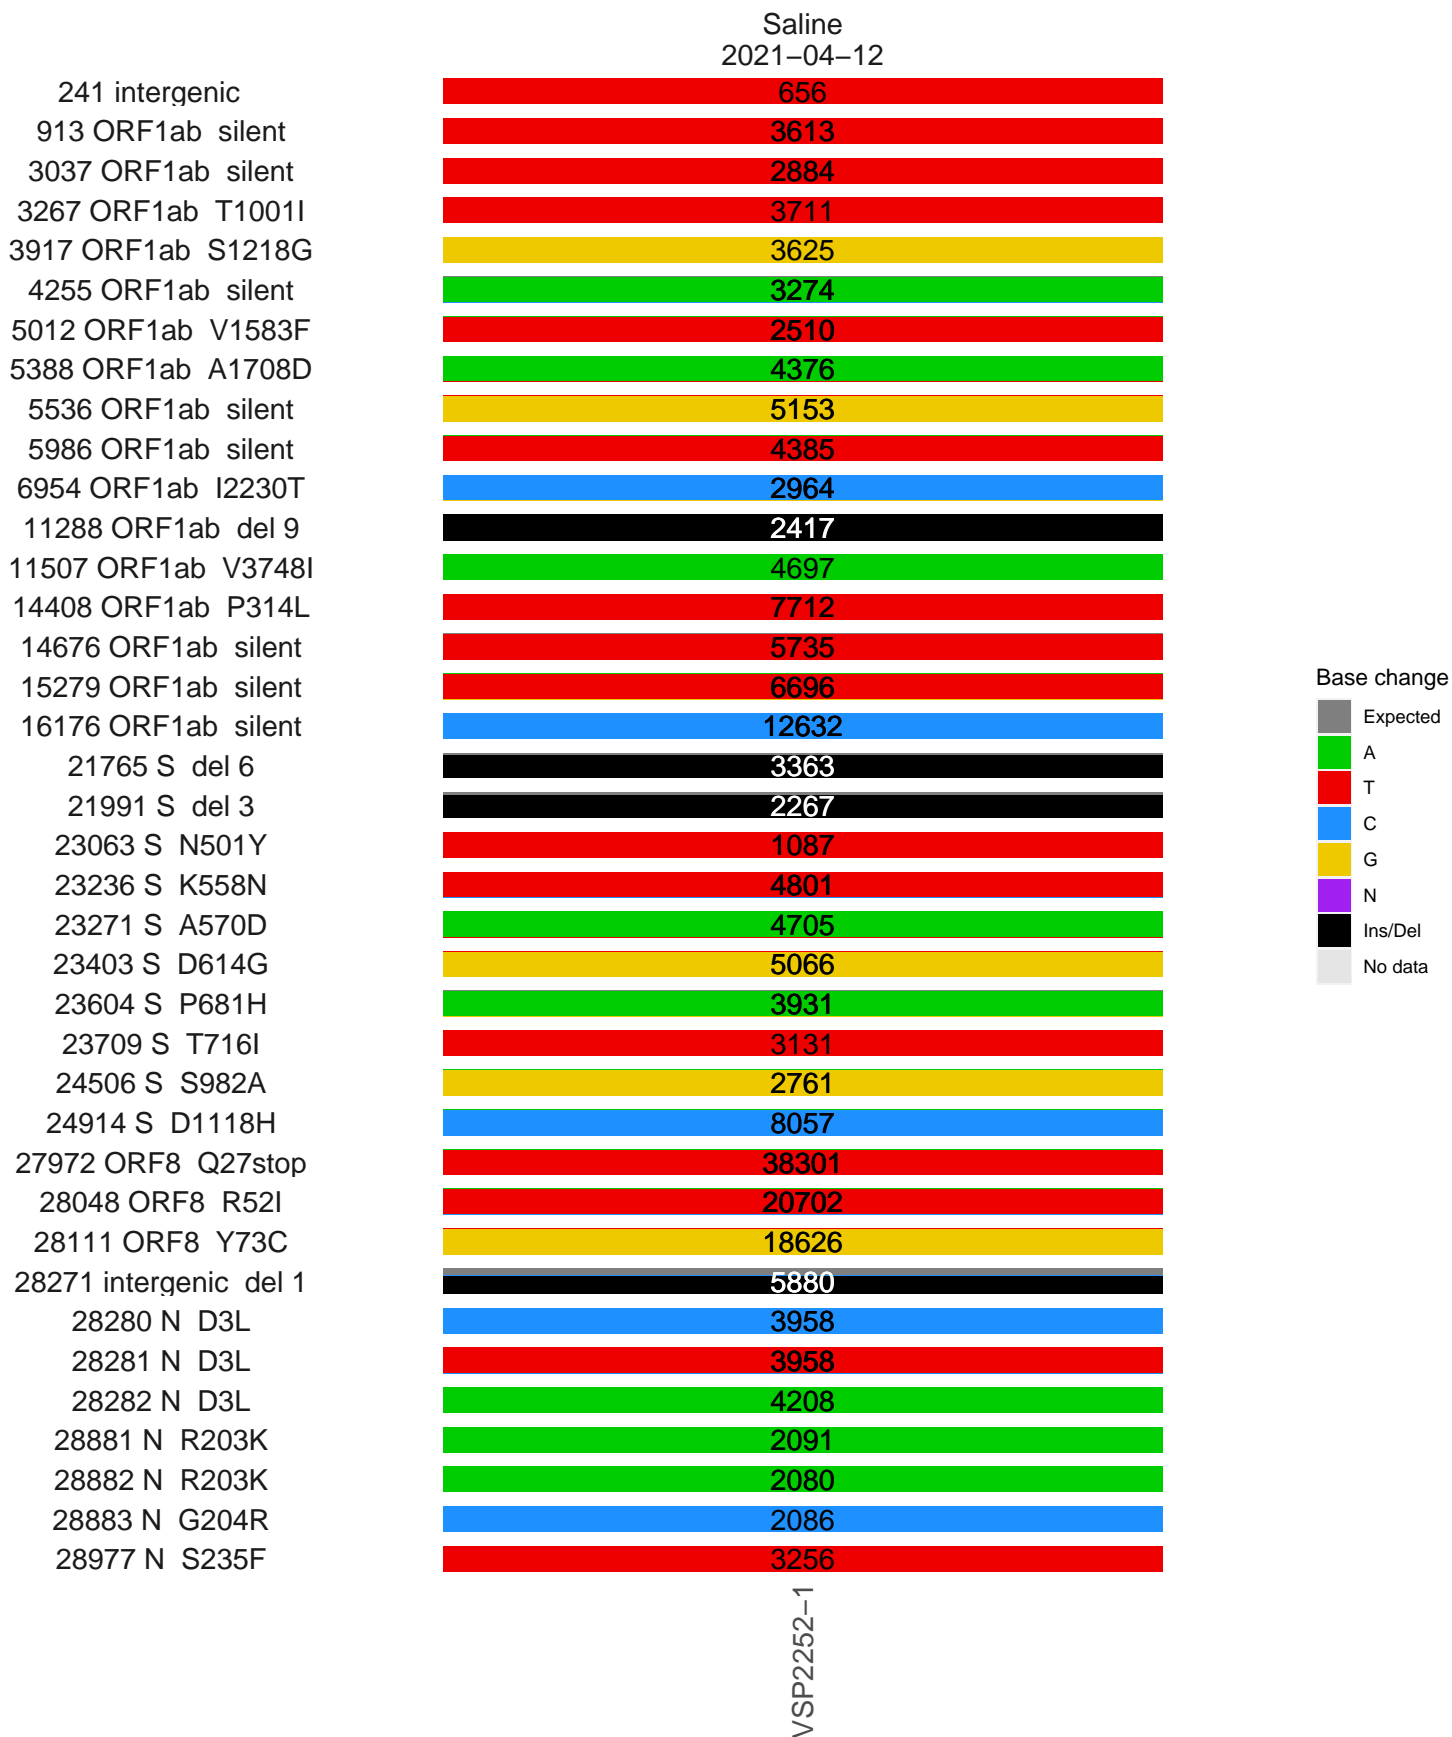 Saline
2021−04−12
241 intergenic 656
913 ORF1ab silent 3613
3037 ORF1ab silent 2884
3267 ORF1ab T1001I 3711
3917 ORF1ab S1218G 3625
4255 ORF1ab silent 3274
5012 ORF1ab V1583F 2510
5388 ORF1ab A1708D 4376
5536 ORF1ab silent 5153
5986 ORF1ab silent 4385
6954 ORF1ab I2230T 2964
11288 ORF1ab del 9 2417
11507 ORF1ab V3748I 4697
14408 ORF1ab P314L 7712
14676 ORF1ab silent 5735
15279 ORF1ab silent 6696
16176 ORF1ab silent 12632
21765 S del 6 3363
21991 S del 3 2267
23063 S N501Y 1087
23236 S K558N 4801
23271 S A570D 4705
23403 S D614G 5066
23604 S P681H 3931
23709 S T716I 3131
24506 S S982A 2761
24914 S D1118H 8057
27972 ORF8 Q27stop 38301
28048 ORF8 R52I 20702
28111 ORF8 Y73C 18626
28271 intergenic del 1 5880
28280 N D3L 3958
28281 N D3L 3958
28282 N D3L 4208
28881 N R203K 2091
28882 N R203K 2080
28883 N G204R 2086
28977 N S235F 3256
VSP2252−1
Base change
Expected
A
T
C
G
N
Ins/Del
No data